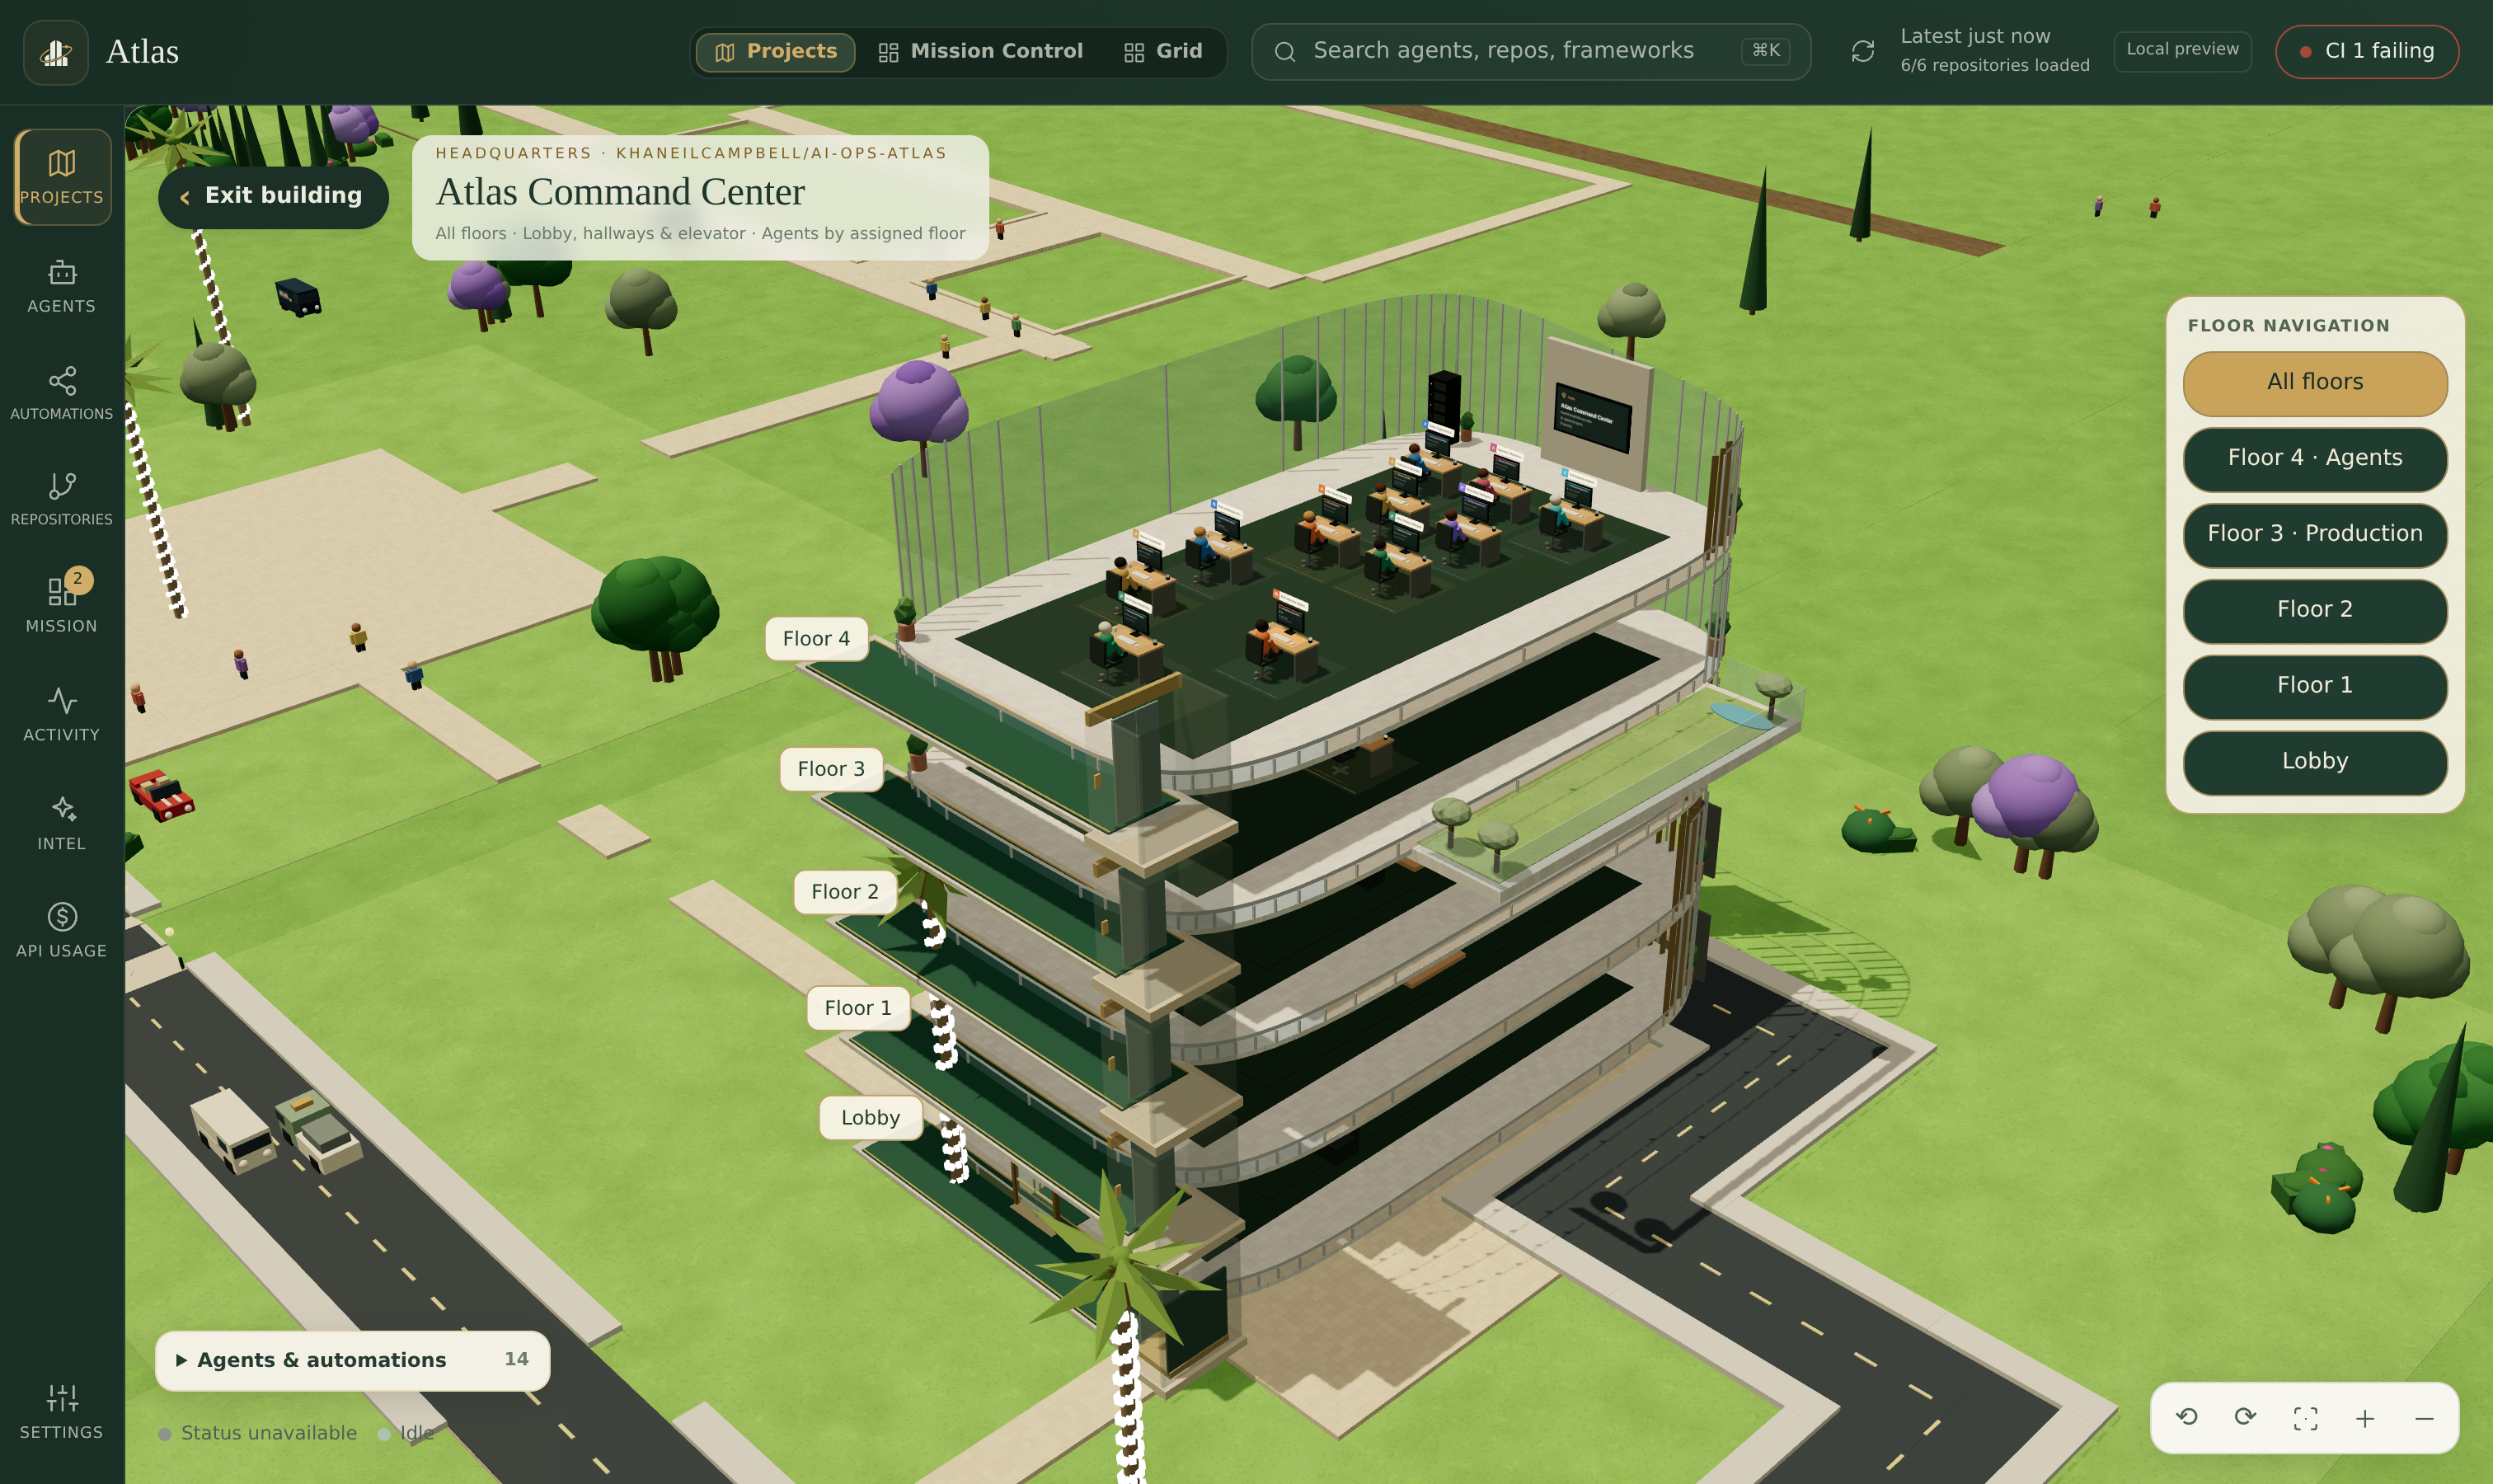 Atlas
Projects
Mission Control
Grid
Search agents, repos, frameworks
⌘K
Latest just now
6/6 repositories loaded
Local preview
CI 1 failing
PROJECTS
AGENTS
AUTOMATIONS
REPOSITORIES
2
MISSION
ACTIVITY
INTEL
API USAGE
SETTINGS
Exit building
HEADQUARTERS · KHANEILCAMPBELL/AI-OPS-ATLAS
Atlas Command Center
All floors · Lobby, hallways & elevator · Agents by assigned floor
Atlas Command Center
FLOOR NAVIGATION
All floors
Floor 4 · Agents
Floor 3 · Production
Floor 2
Floor 1
Lobby
Floor 4
Floor 3
Floor 2
Floor 1
Lobby
Agents & automations
14
Status unavailable
Idle